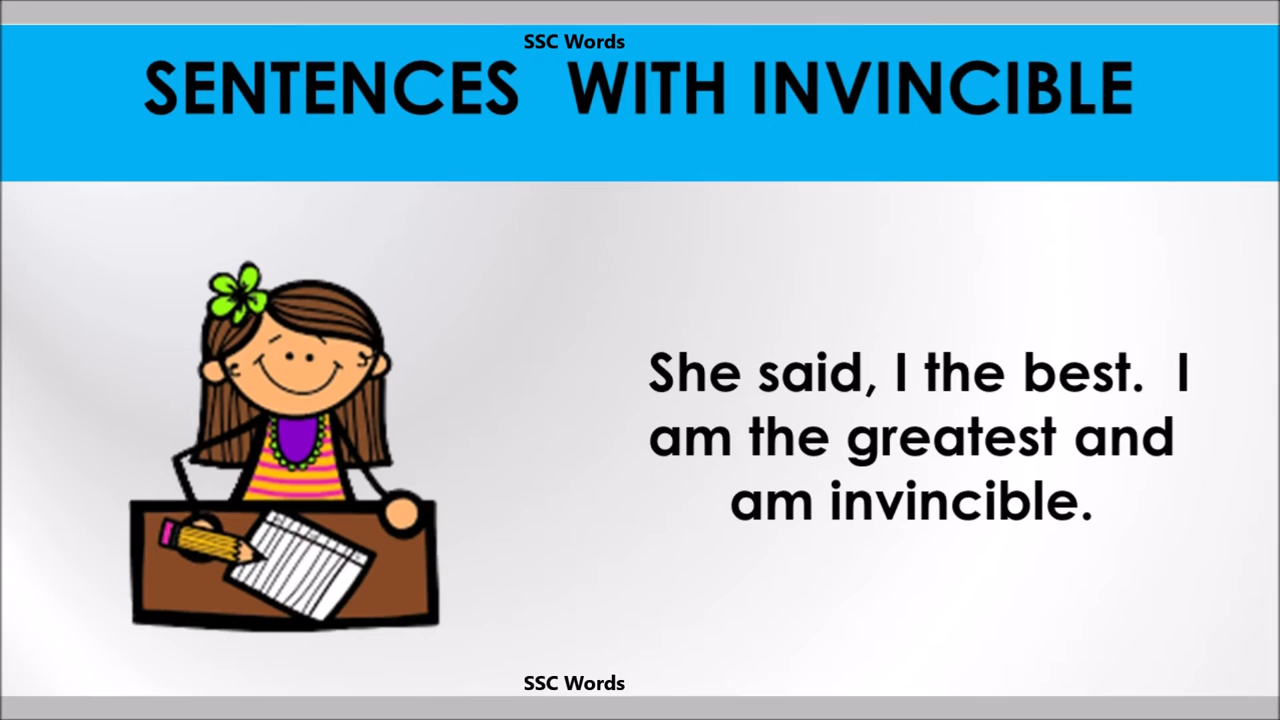 SSC Words
SENTENCES WITH INVINCIBLE
She said, I the best. I
am the greatest and
am invincible.
SSC Words